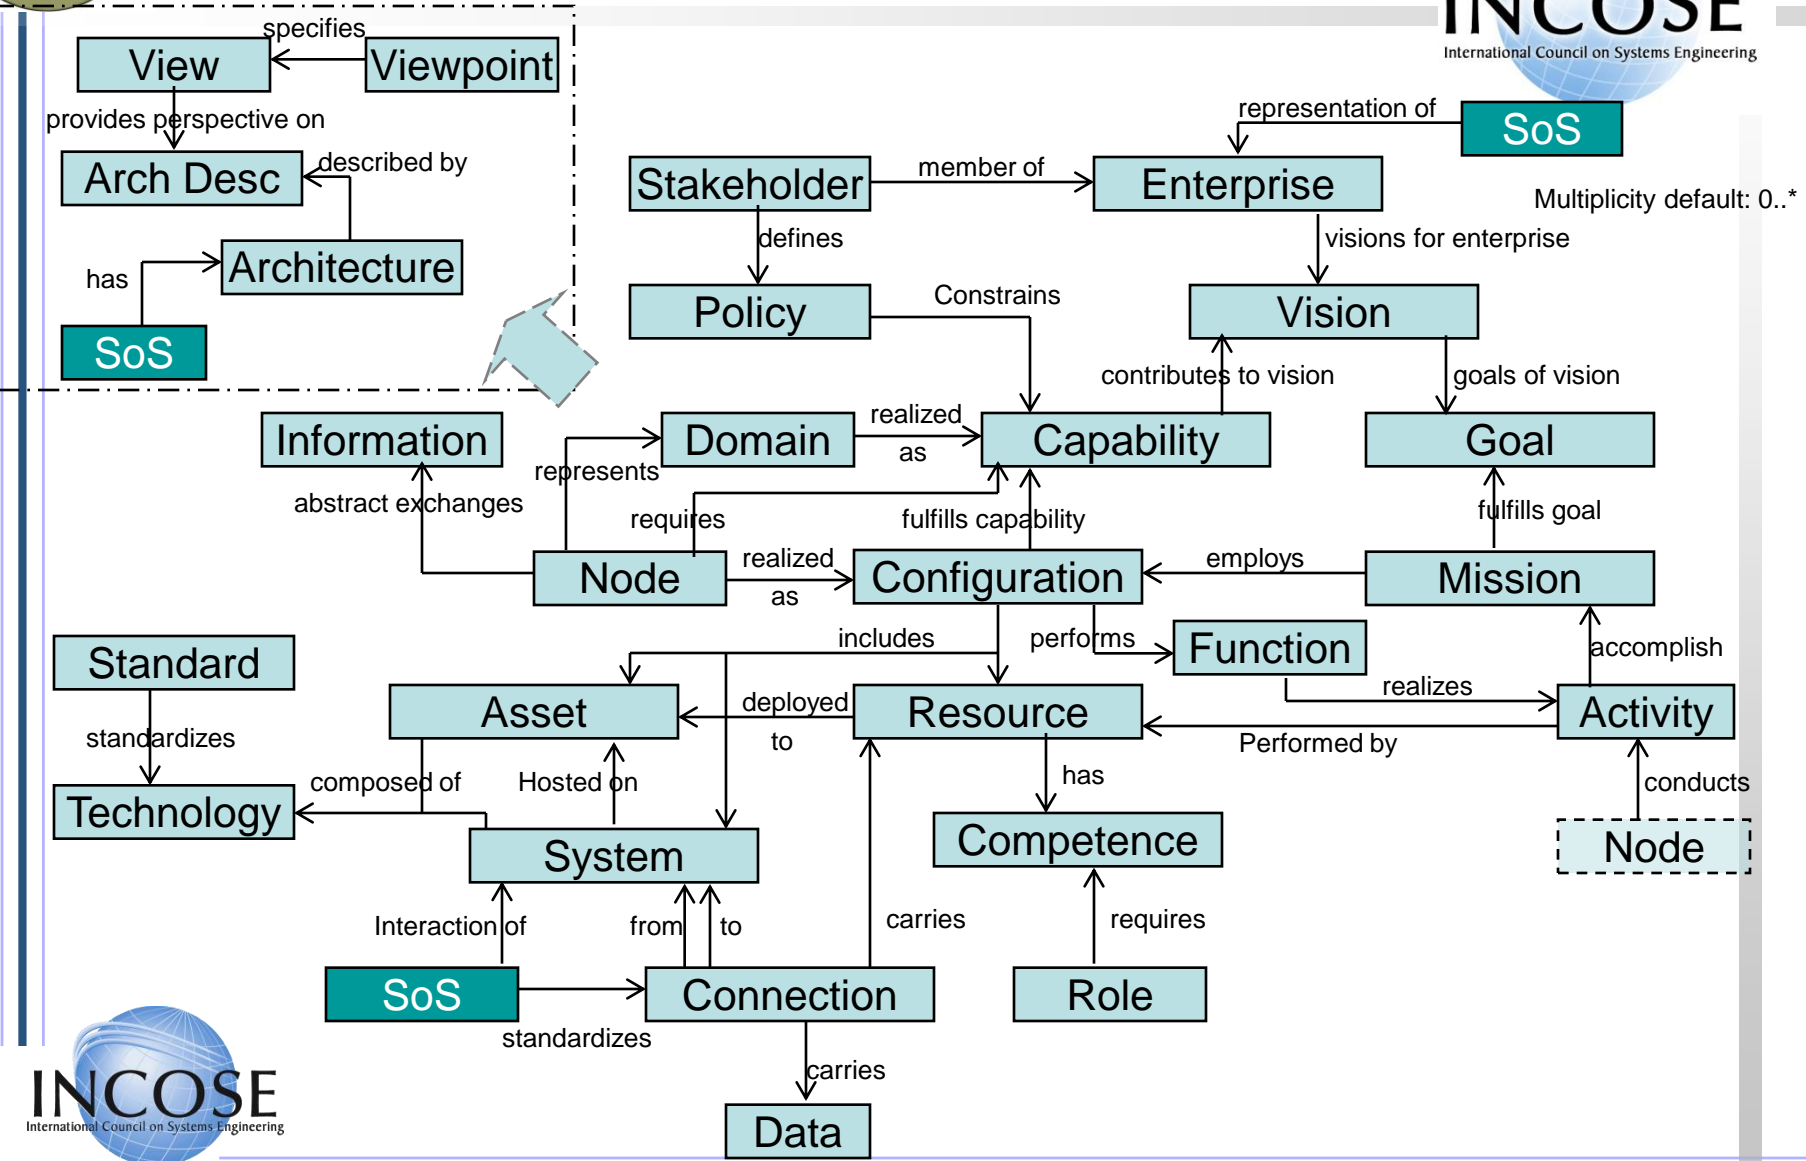 INCOSE
International Council on Systems Engineering
specifies
View
Viewpoint
provides perspective on
representation of
SoS
Arch Desc
described by
Stakeholder
member of
Enterprise
Multiplicity default: 0..*
defines
visions for enterprise
has
Architecture
Policy
Constrains
Vision
SoS
contributes to vision
goals of vision
Information
Domain
realized
as
Capability
Goal
represents
abstract exchanges
requires
fulfills capability
fulfills goal
Node
realized
as
Configuration
employs
Mission
includes
performs
Function
accomplish
Standard
realizes
Asset
deployed
to
Resource
Activity
standardizes
Performed by
composed of
Hosted on
has
conducts
Technology
System
Competence
Node
Interaction of
from
to
carries
requires
SoS
Connection
Role
standardizes
carries
INCOSE
International Council on Systems Engineering
Data